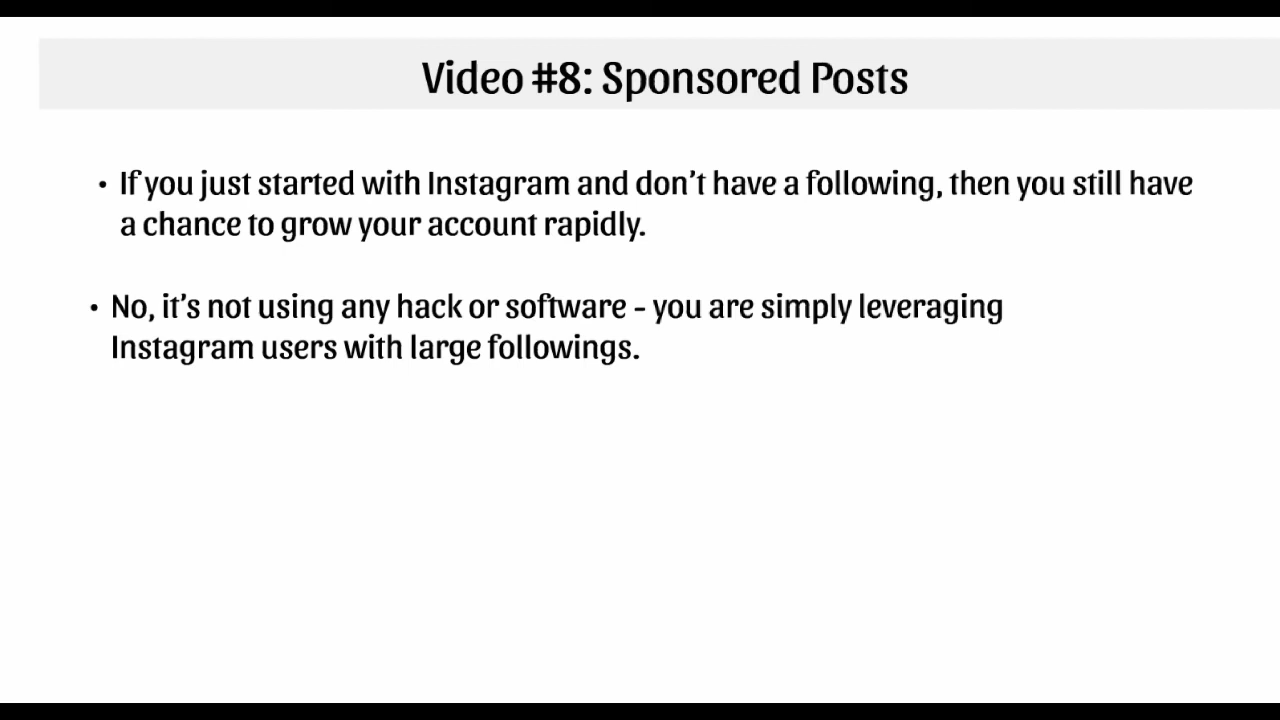 Video #8: Sponsored Posts
• If you just started with Instagram and don’t have a following, then you still have
a chance to grow your account rapidly.
• No, it’s not using any hack or software - you are simply leveraging
Instagram users with large followings.